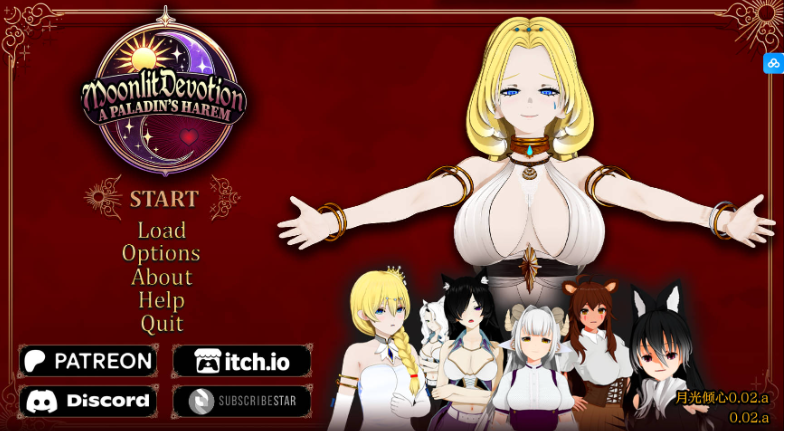 Moonlit Devotion
A PALADIN'S HAREM
START
Load
Options
About
Help
Quit
PATREON
itch.io
Discord
SUBSCRIBESTAR
月光倾心0.02.a
0.02.a